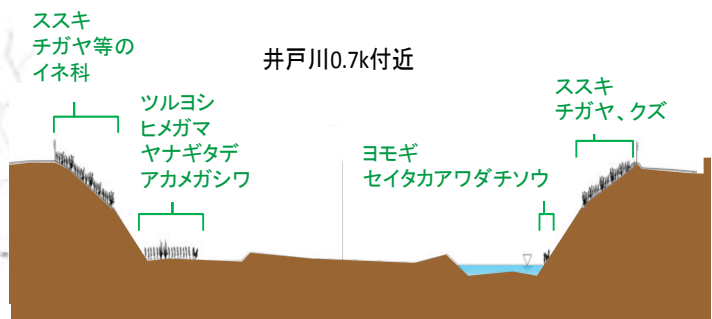 ススキ
チガヤ等の
イネ科
井戸川0.7k付近
ツルヨシ
ヒメガマ
ヤナギタデ
アカメガシワ
ヨモギ
セイタカアワダチソウ
ススキ
チガヤ、クズ